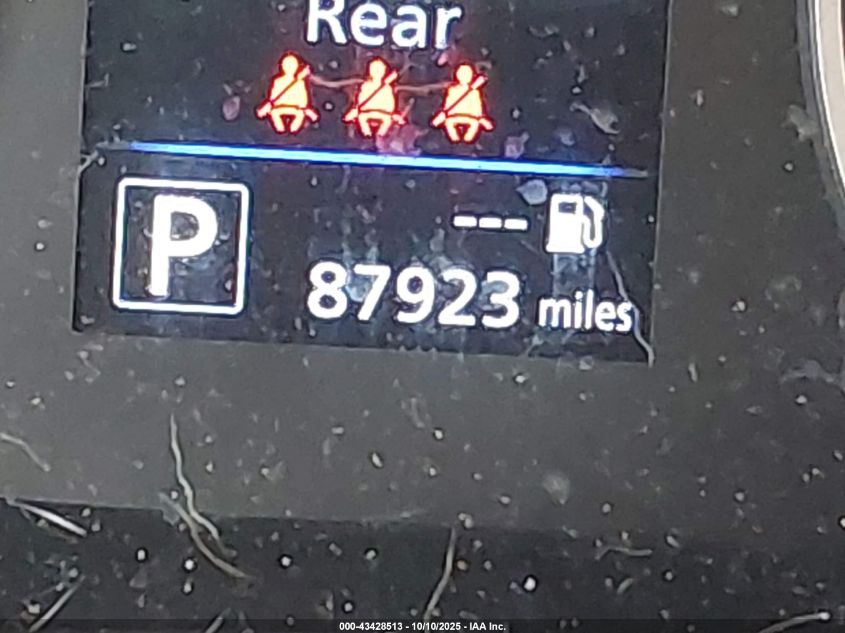 Rear
P
---
87923 miles
000-43428513 - 10/10/2025 - IAA Inc.